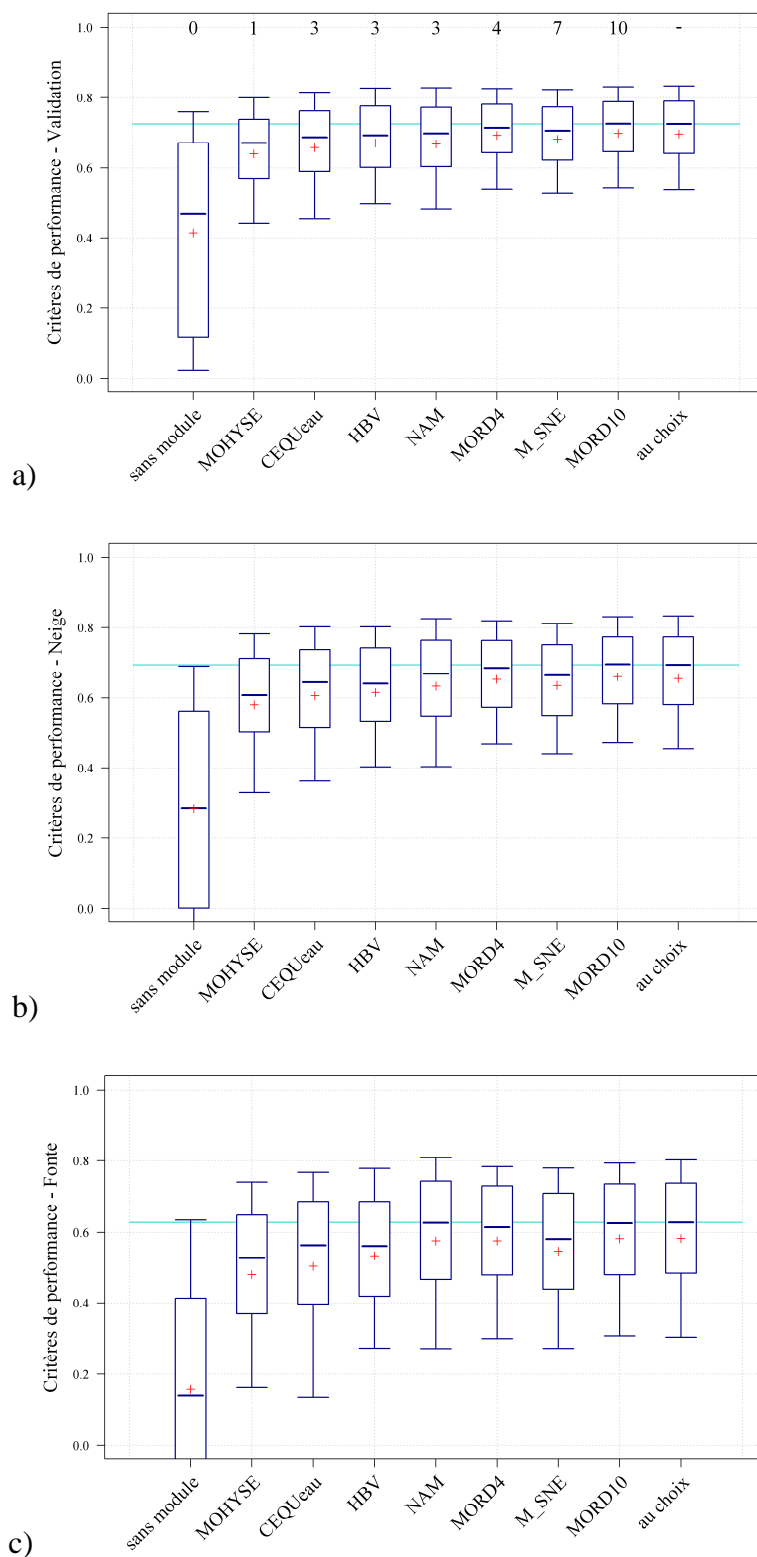 0 1 3 3 3 4 7 10 -
Critères de performance - Validation
1.0
0.8
0.6
0.4
0.2
0.0
sans module
MOHYSE
CEQUeau
HBV
NAM
MORD4
M_SNE
MORD10
au choix
a)
Critères de performance - Neige
1.0
0.8
0.6
0.4
0.2
0.0
sans module
MOHYSE
CEQUeau
HBV
NAM
MORD4
M_SNE
MORD10
au choix
b)
Critères de performance - Fonte
1.0
0.8
0.6
0.4
0.2
0.0
sans module
MOHYSE
CEQUeau
HBV
NAM
MORD4
M_SNE
MORD10
au choix
c)